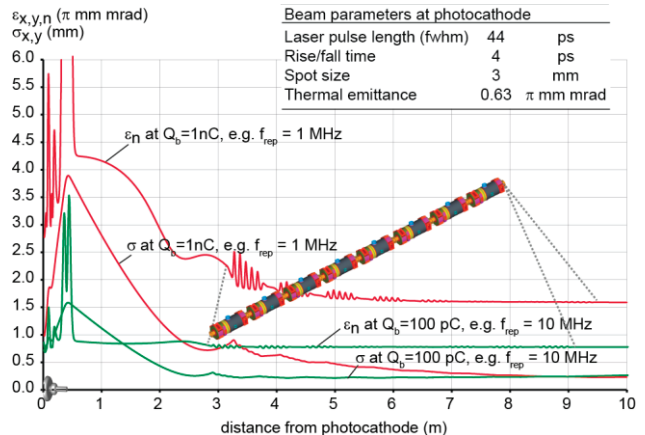 εx,y,n (π mm mrad)
σx,y (mm)
Beam parameters at photocathode
Laser pulse length (fwhm) 44 ps
Rise/fall time 4 ps
Spot size 3 mm
Thermal emittance 0.63 π mm mrad
6.0
5.5
5.0
4.5
4.0
3.5
3.0
2.5
2.0
1.5
1.0
0.5
0.0
εn at Qb=1nC, e.g. frep = 1 MHz
σ at Qb=1nC, e.g. frep = 1 MHz
εn at Qb=100 pC, e.g. frep = 10 MHz
σ at Qb=100 pC, e.g. frep = 10 MHz
0 1 2 3 4 5 6 7 8 9 10
distance from photocathode (m)